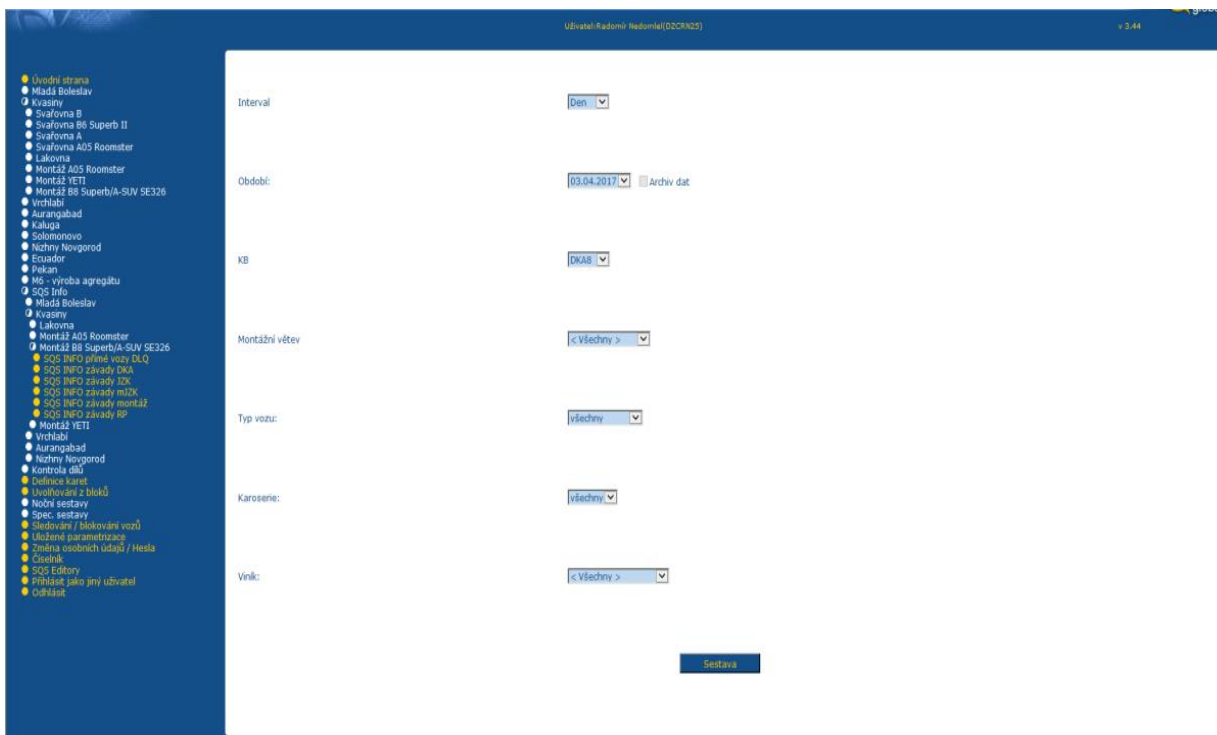 Uživatel:Radomír Nedomlel(DZCRN25)
v 3.44
Úvodní strana
Mladá Boleslav
Kvasiny
Svařovna B
Svařovna B6 Superb II
Svařovna A
Svařovna A05 Roomster
Lakovna
Montáž A05 Roomster
Montáž YETI
Montáž B8 Superb/A-SUV SE326
Vrchlabí
Aurangabad
Kaluga
Solomonovo
Nizhny Novgorod
Ecuador
Pekan
M6 - výroba agregátu
SQS Info
Mladá Boleslav
Kvasiny
Lakovna
Montáž A05 Roomster
Montáž B8 Superb/A-SUV SE326
SQS INFO přímé vozy DLQ
SQS INFO závady DKA
SQS INFO závady JZK
SQS INFO závady mJZK
SQS INFO závady montáž
SQS INFO závady RP
Montáž YETI
Vrchlabí
Aurangabad
Nizhny Novgorod
Kontrola dílů
Definice karet
Uvolňování z bloků
Noční sestavy
Spec. sestavy
Sledování / blokování vozů
Uložené parametrizace
Změna osobních údajů / Hesla
Číselník
SQS Editory
Přihlásit jako jiný uživatel
Odhlásit
Interval Den
Období: 03.04.2017 Archiv dat
KB DKA8
Montážní větev < Všechny >
Typ vozu: všechny
Karoserie: všechny
Viník: < Všechny >
Sestava